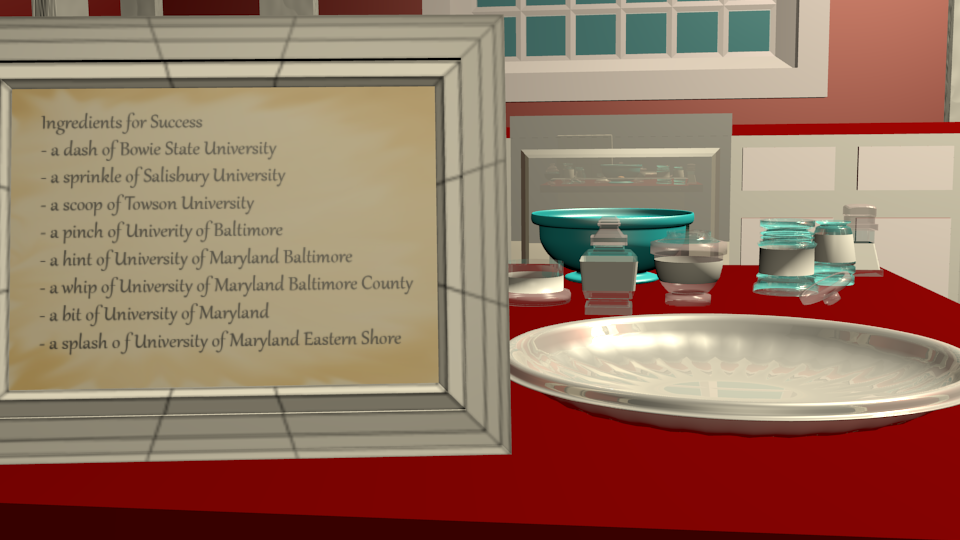 Ingredients for Success
- a dash of Bowie State University
- a sprinkle of Salisbury University
- a scoop of Towson University
- a pinch of Univerity of Baltimore
- a hint of University of Maryland Baltimore
- a whip of University of Maryland Baltimore County
- a bit of University of Maryland
- a splash of University of Maryland Eastern Shore